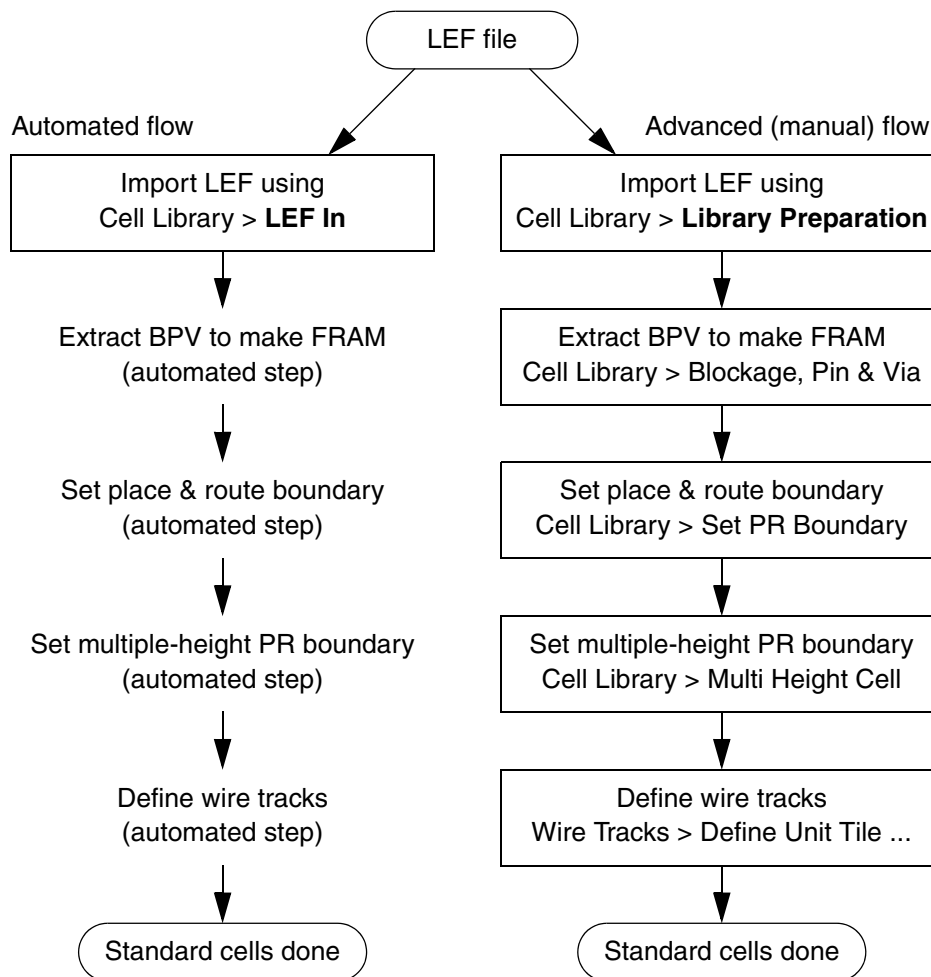 LEF file
Automated flow
Import LEF using
Cell Library > LEF In
Extract BPV to make FRAM
(automated step)
Set place & route boundary
(automated step)
Set multiple-height PR boundary
(automated step)
Define wire tracks
(automated step)
Standard cells done
Advanced (manual) flow
Import LEF using
Cell Library > Library Preparation
Extract BPV to make FRAM
Cell Library > Blockage, Pin & Via
Set place & route boundary
Cell Library > Set PR Boundary
Set multiple-height PR boundary
Cell Library > Multi Height Cell
Define wire tracks
Wire Tracks > Define Unit Tile ...
Standard cells done